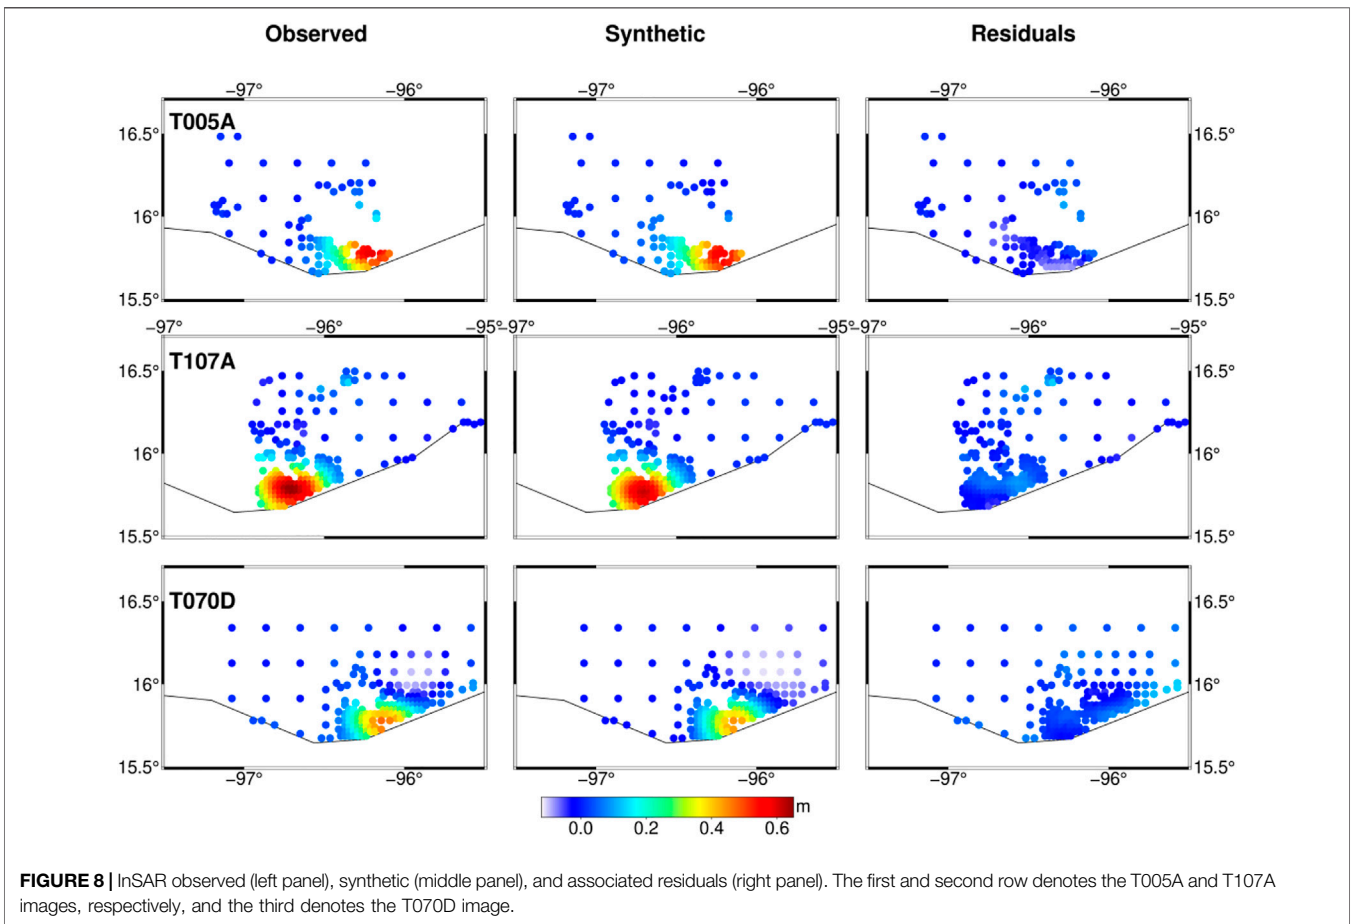 Observed Synthetic Residuals
−97° −96° −97° −96° −97° −96°
T005A
16.5° 16.5°
16° 16°
15.5° 15.5°
−97° −96° −95° −97° −96° −95° −97° −96° −95°
T107A
16.5° 16.5°
16° 16°
15.5° 15.5°
T070D
16.5° 16.5°
16° 16°
15.5° 15.5°
−97° −96° −97° −96° −97° −96°
m
0.0 0.2 0.4 0.6
FIGURE 8 | InSAR observed (left panel), synthetic (middle panel), and associated residuals (right panel). The first and second row denotes the T005A and T107A
images, respectively, and the third denotes the T070D image.